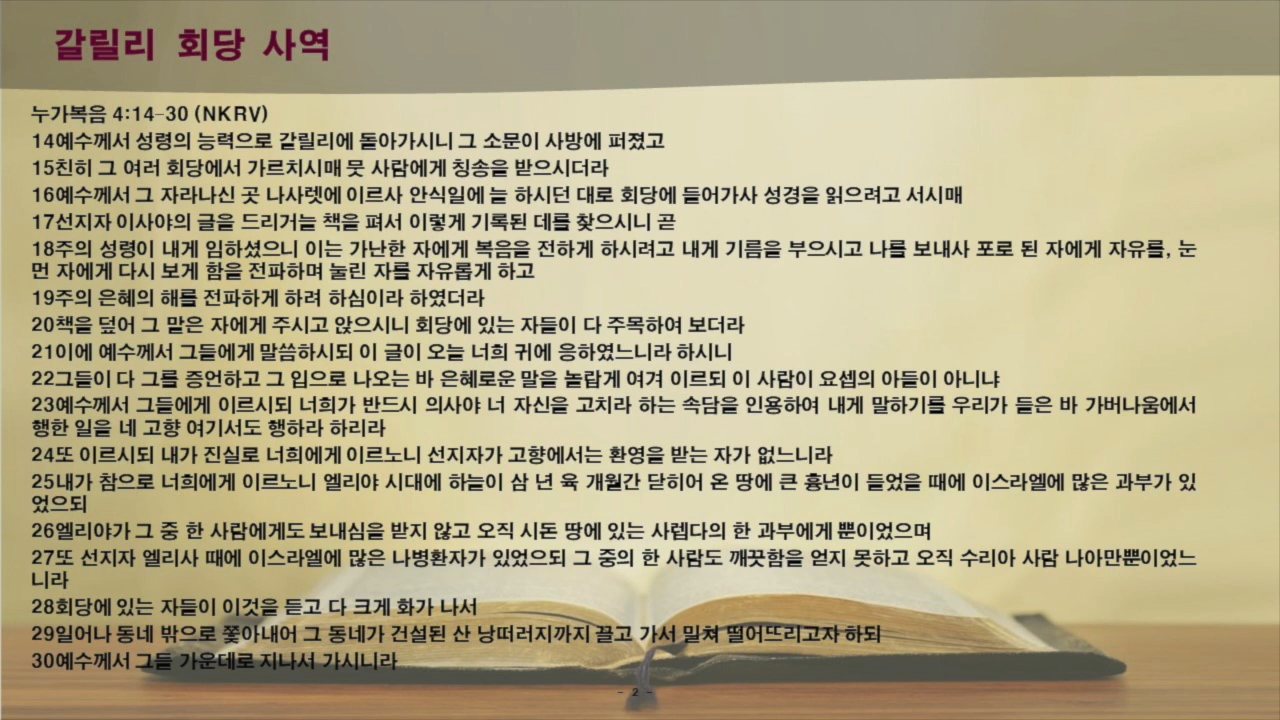 갈릴리 회당 사역
누가복음 4:14-30 (NKRV)
14예수께서 성령의 능력으로 갈릴리에 돌아가시니 그 소문이 사방에 퍼졌고
15친히 그 여러 회당에서 가르치시매 뭇 사람에게 칭송을 받으시더라
16예수께서 그 자라나신 곳 나사렛에 이르사 안식일에 늘 하시던 대로 회당에 들어가사 성경을 읽으려고 서시매
17선지자 이사야의 글을 드리거늘 책을 펴서 이렇게 기록된 데를 찾으시니 곧
18주의 성령이 내게 임하셨으니 이는 가난한 자에게 복음을 전하게 하시려고 내게 기름을 부으시고 나를 보내사 포로 된 자에게 자유를, 눈
먼 자에게 다시 보게 함을 전파하며 눌린 자를 자유롭게 하고
19주의 은혜의 해를 전파하게 하려 하심이라 하였더라
20책을 덮어 그 맡은 자에게 주시고 앉으시니 회당에 있는 자들이 다 주목하여 보더라
21이에 예수께서 그들에게 말씀하시되 이 글이 오늘 너희 귀에 응하였느니라 하시니
22그들이 다 그를 증언하고 그 입으로 나오는 바 은혜로운 말을 놀랍게 여겨 이르되 이 사람이 요셉의 아들이 아니냐
23예수께서 그들에게 이르시되 너희가 반드시 의사야 너 자신을 고치라 하는 속담을 인용하여 내게 말하기를 우리가 들은 바 가버나움에서
행한 일을 네 고향 여기서도 행하라 하리라
24또 이르시되 내가 진실로 너희에게 이르노니 선지자가 고향에서는 환영을 받는 자가 없느니라
25내가 참으로 너희에게 이르노니 엘리야 시대에 하늘이 삼 년 육 개월간 닫히어 온 땅에 큰 흉년이 들었을 때에 이스라엘에 많은 과부가 있
었으되
26엘리야가 그 중 한 사람에게도 보내심을 받지 않고 오직 시돈 땅에 있는 사렙다의 한 과부에게 뿐이었으며
27또 선지자 엘리사 때에 이스라엘에 많은 나병환자가 있었으되 그 중의 한 사람도 깨끗함을 얻지 못하고 오직 수리아 사람 나아만뿐이었느
니라
28회당에 있는 자들이 이것을 듣고 다 크게 화가 나서
29일어나 동네 밖으로 쫓아내어 그 동네가 건설된 산 낭떠러지까지 끌고 가서 밀쳐 떨어뜨리고자 하되
30예수께서 그들 가운데로 지나서 가시니라
- 2 -